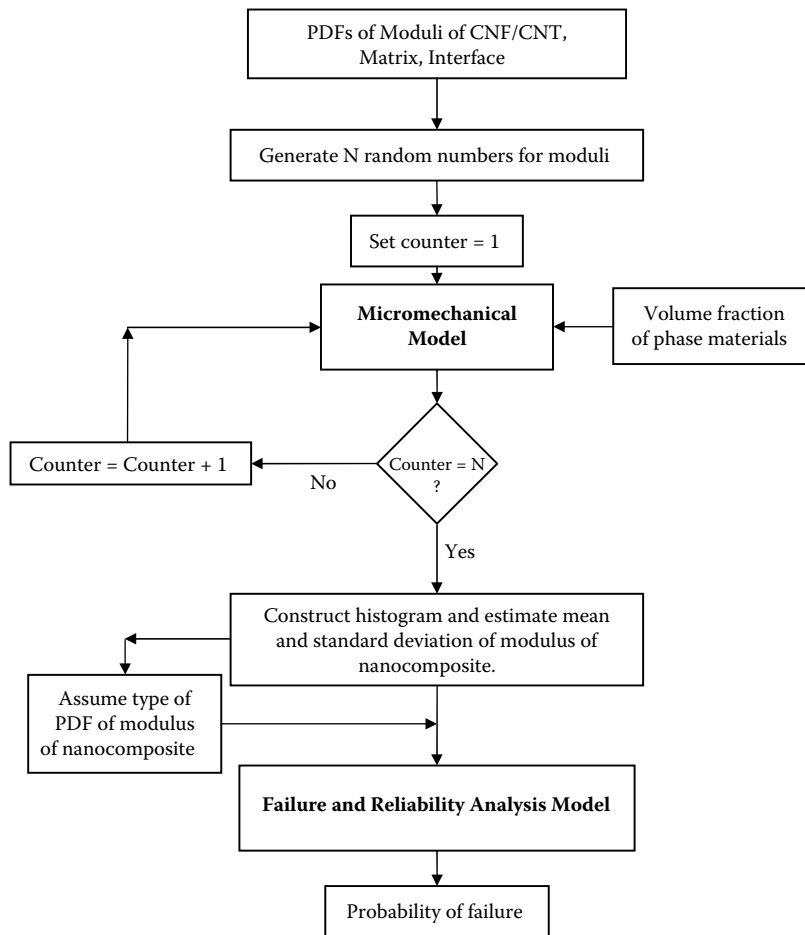 PDFs of Moduli of CNF/CNT,
Matrix, Interface
Generate N random numbers for moduli
Set counter = 1
Micromechanical
Model
Volume fraction
of phase materials
Counter = Counter + 1
No
Counter = N
?
Yes
Construct histogram and estimate mean
and standard deviation of modulus of
nanocomposite.
Assume type of
PDF of modulus
of nanocomposite
Failure and Reliability Analysis Model
Probability of failure